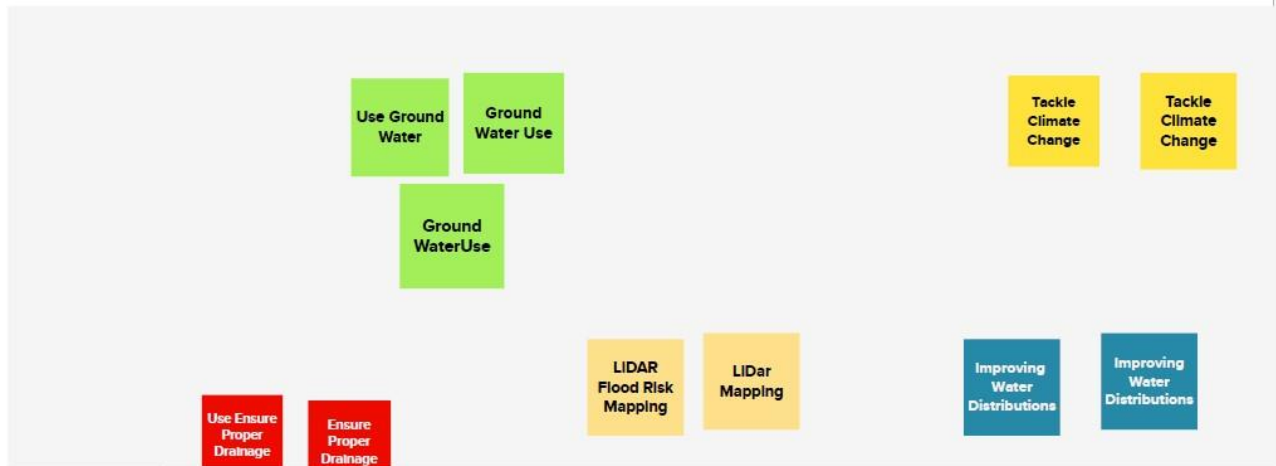 Use Ground
Water
Ground
Water Use
Ground
WaterUse
Tackle
Climate
Change
Tackle
Climate
Change
LIDAR
Flood Risk
Mapping
LiDar
Mapping
Improving
Water
Distributions
Improving
Water
Distributions
Use Ensure
Proper
Drainage
Ensure
Proper
Drainage